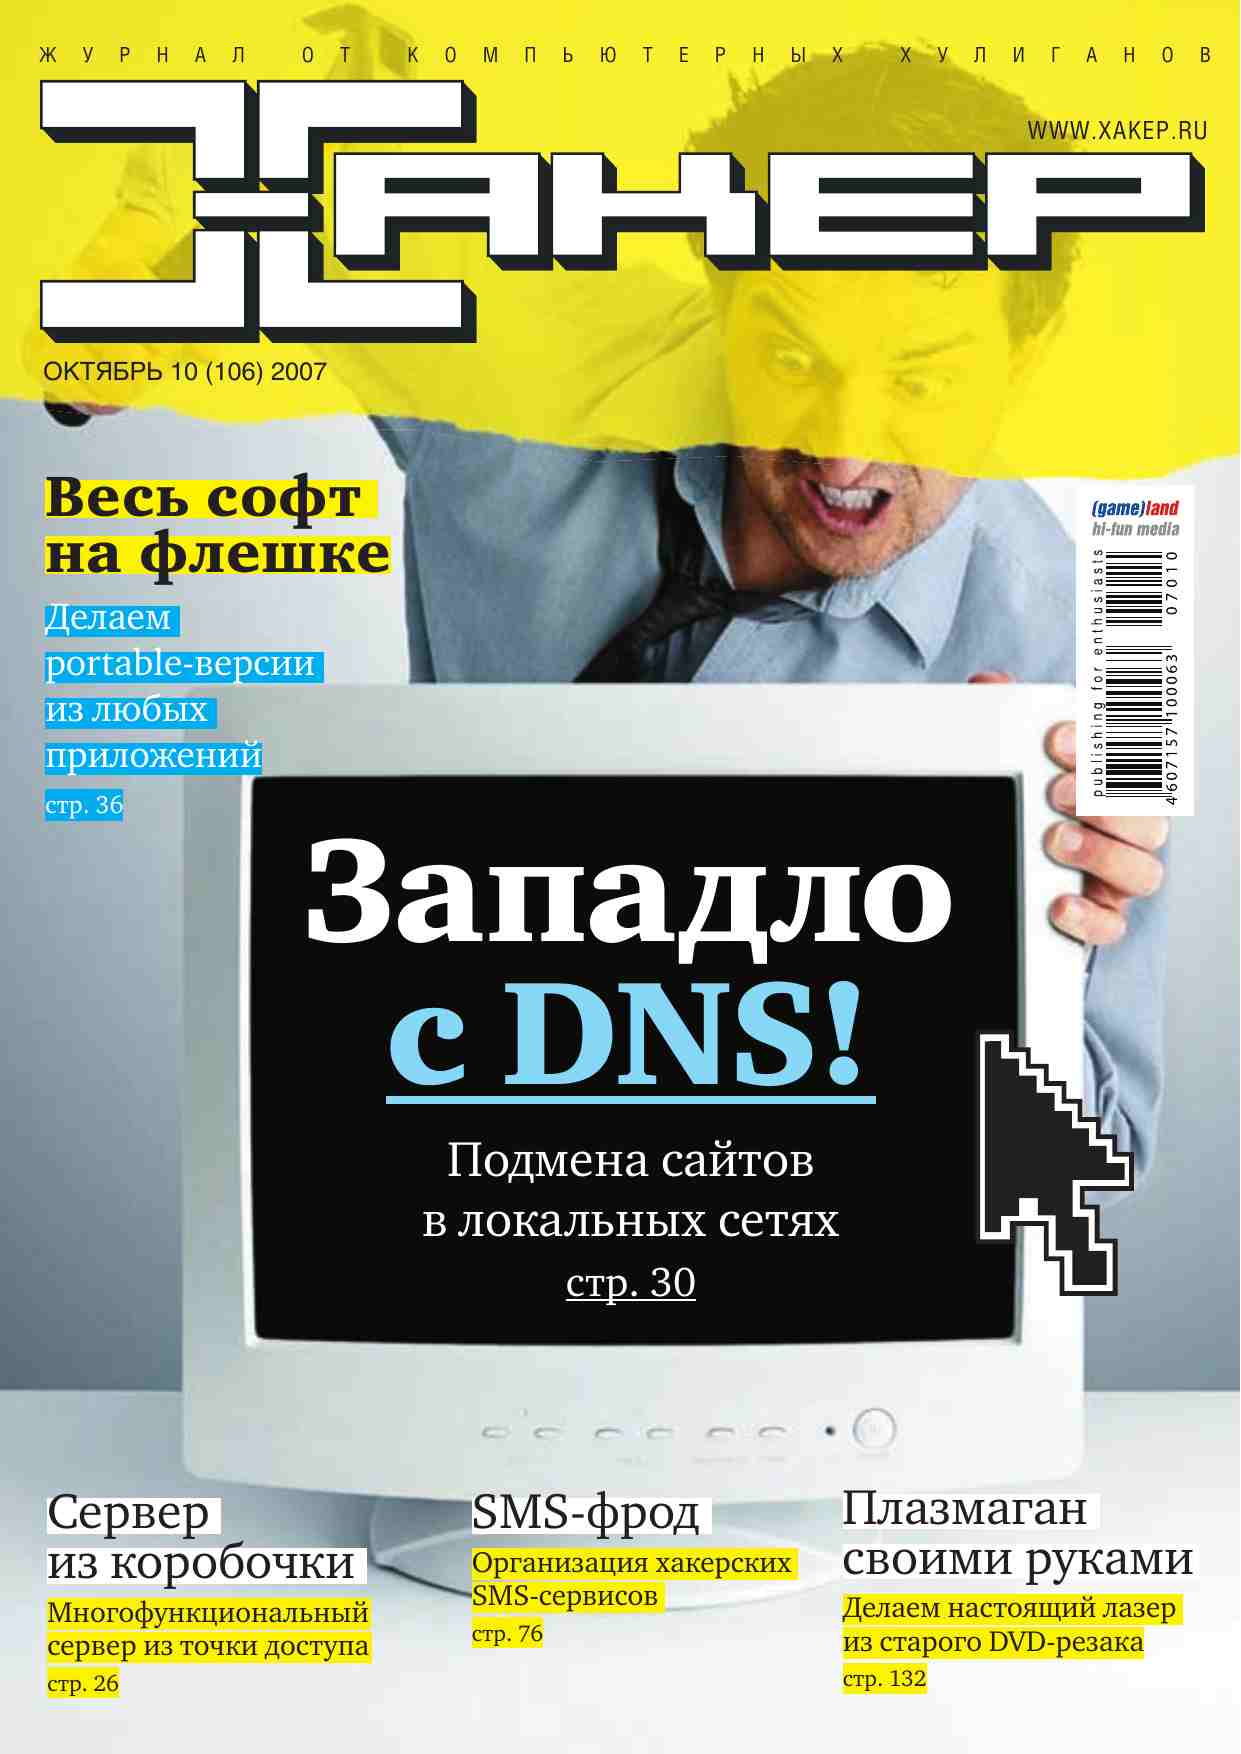 ЖУРНАЛ ОТ КОМПЬЮТЕРНЫХ ХУЛИГАНОВ
WWW.XAKEP.RU
ХАКЕР
ОКТЯБРЬ 10 (106) 2007
Весь софт
на флешке
Делаем
portable-версии
из любых
приложений
стр. 36
(game)land
hi-fun media
publishing for enthusiasts
4 607157 100063
07010
Западло
с DNS!
Подмена сайтов
в локальных сетях
стр. 30
Сервер
из коробочки
Многофункциональный
сервер из точки доступа
стр. 26
SMS-фрод
Организация хакерских
SMS-сервисов
стр. 76
Плазмаган
своими руками
Делаем настоящий лазер
из старого DVD-резака
стр. 132